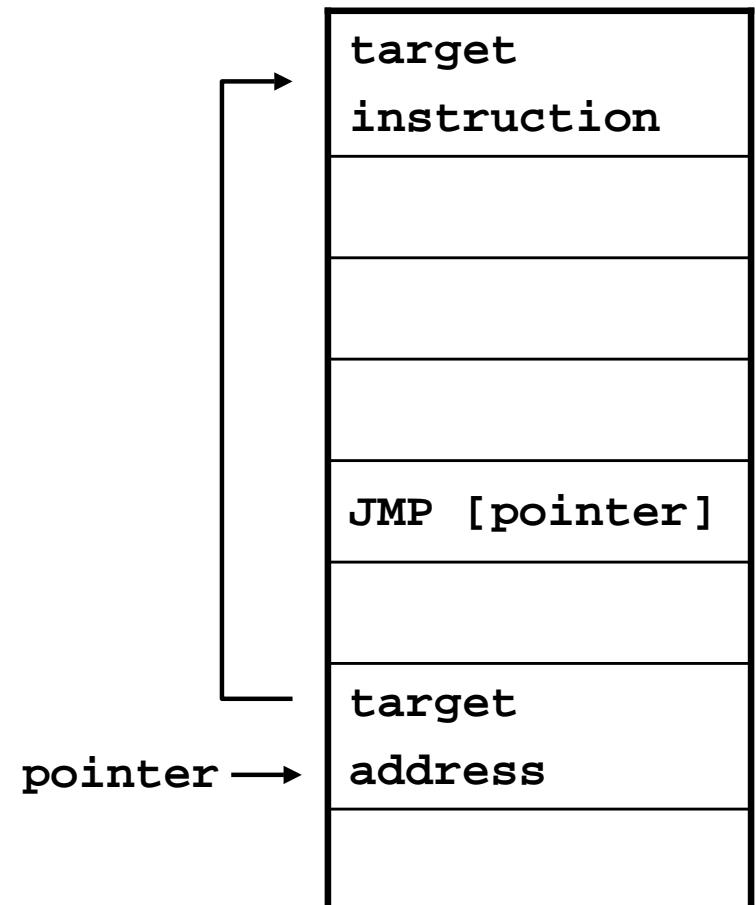 target
instruction
JMP [pointer]
target
pointer address